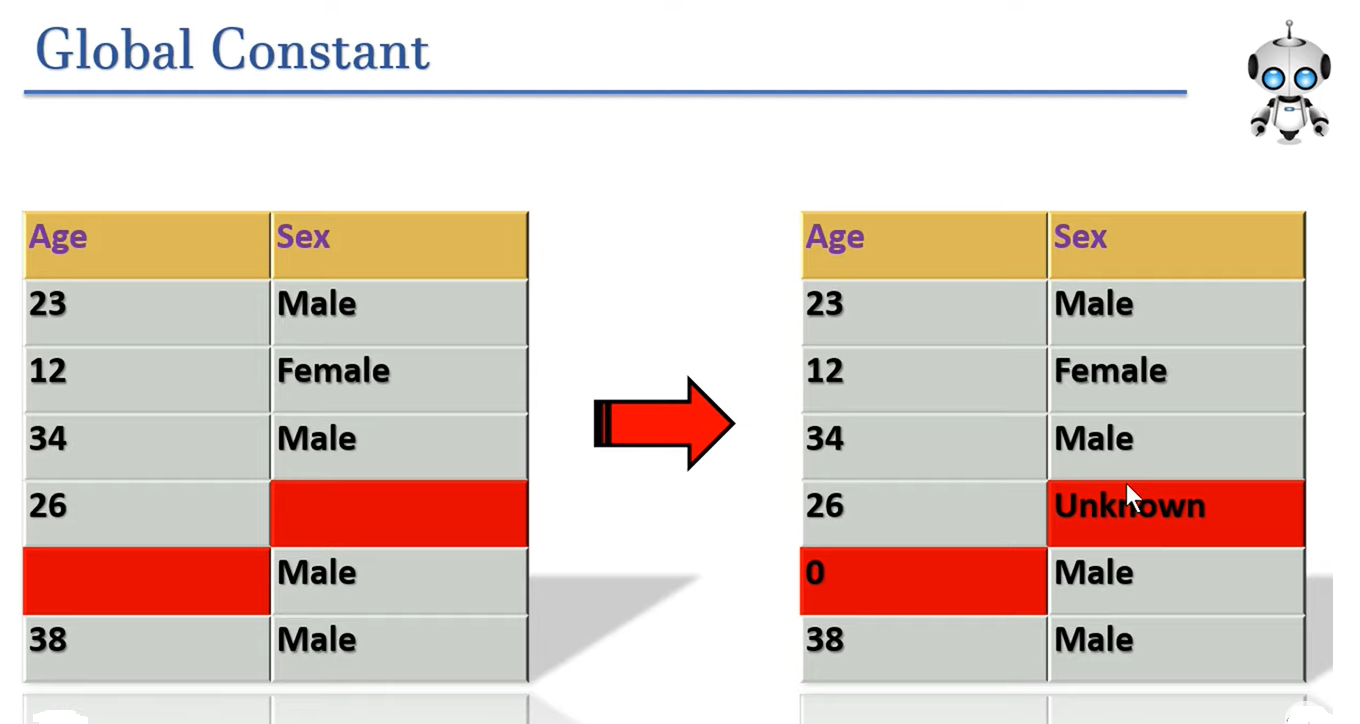 Global Constant
Age Sex
23 Male
12 Female
34 Male
26
Male
38 Male
Age Sex
23 Male
12 Female
34 Male
26 Unknown
0 Male
38 Male